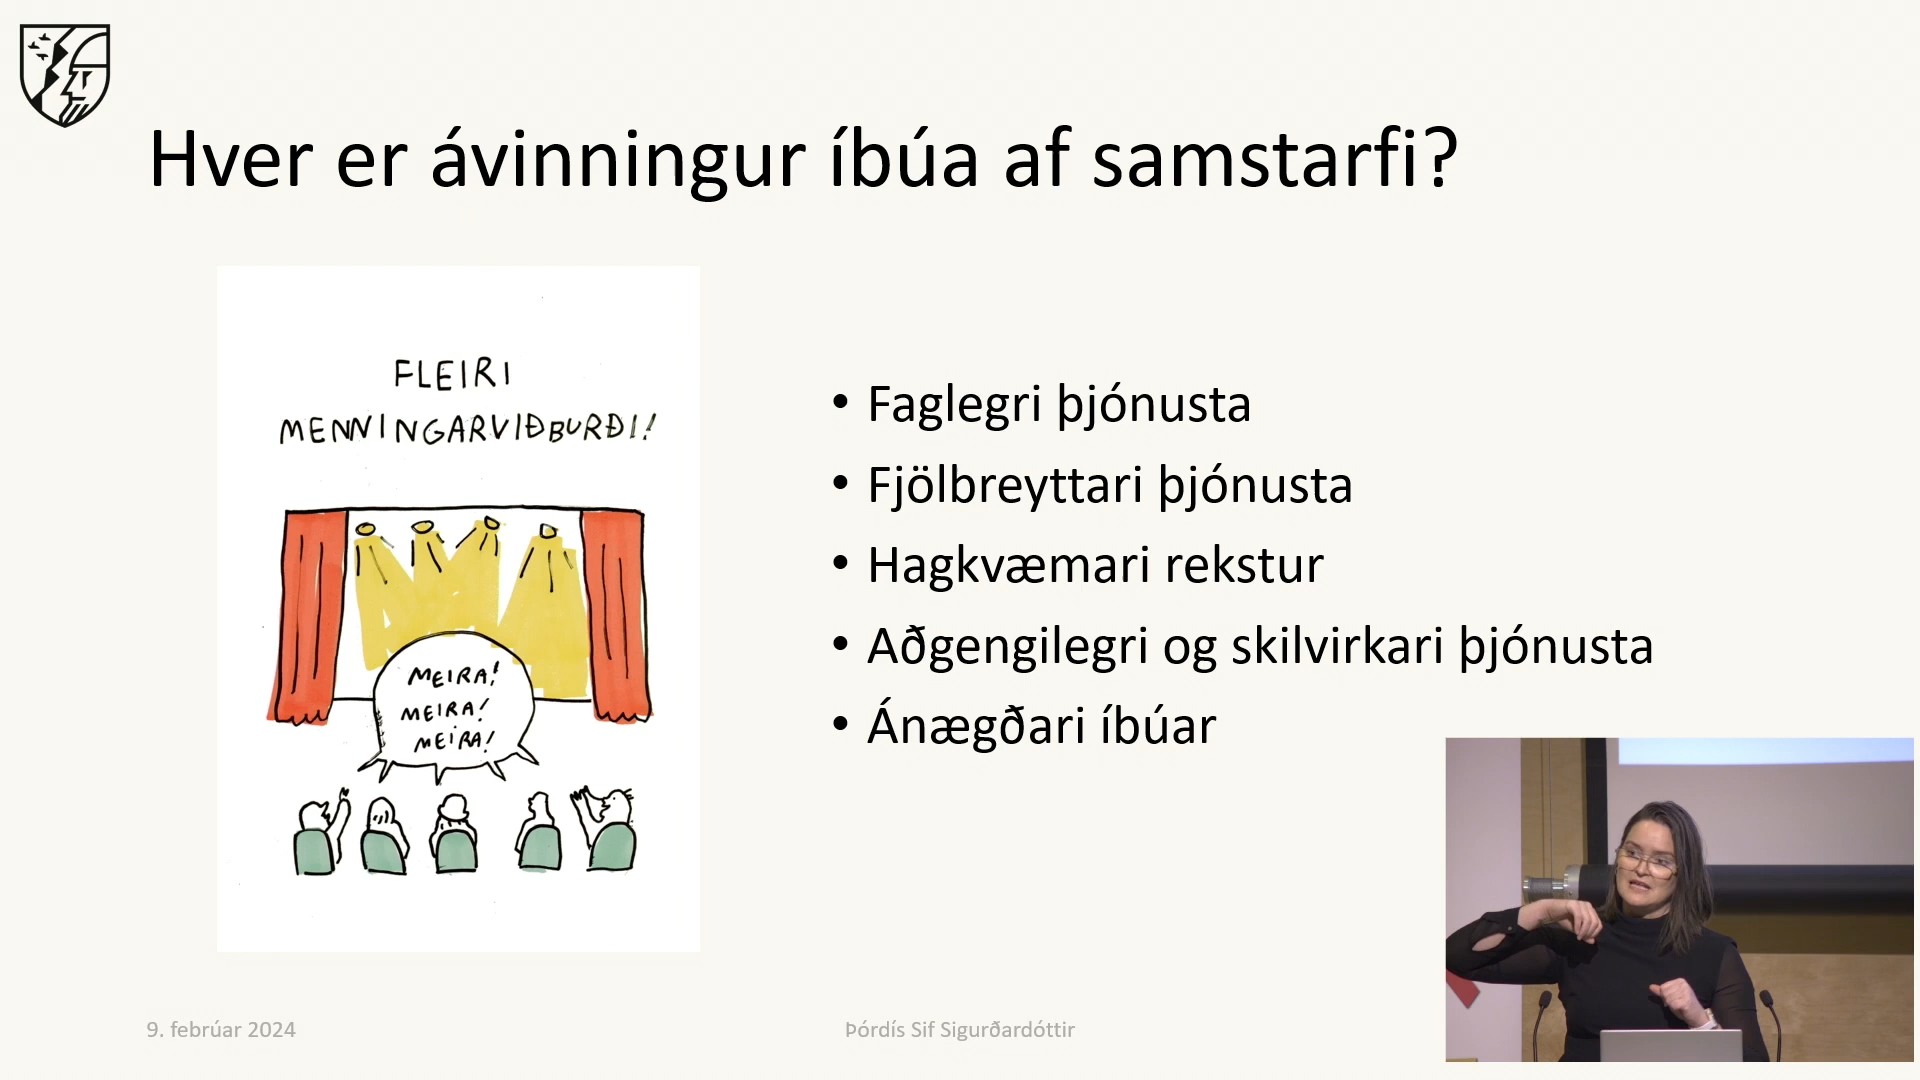 Hver er ávinningur íbúa af samstarfi?
FLEIRI
MENNINGARVIÐBURÐI!
MEIRA!
MEIRA!
MEIRA!
• Faglegri þjónusta
• Fjölbreyttari þjónusta
• Hagkvæmari rekstur
• Aðgengilegri og skilvirkari þjónusta
• Ánægðari íbúar
9. febrúar 2024
Þórdís Sif Sigurðardóttir